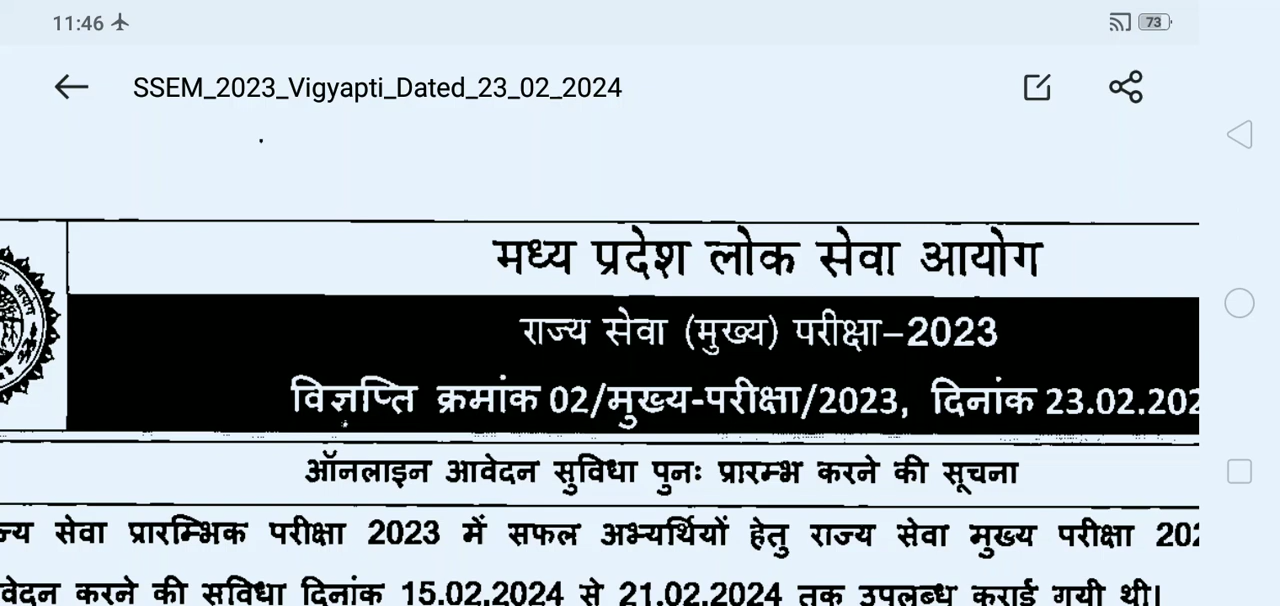 11:46
73
SSEM_2023_Vigyapti_Dated_23_02_2024
मध्य प्रदेश लोक सेवा आयोग
राज्य सेवा (मुख्य) परीक्षा–2023
विज्ञप्ति क्रमांक 02/मुख्य-परीक्षा/2023, दिनांक 23.02.202
ऑनलाइन आवेदन सुविधा पुनः प्रारम्भ करने की सूचना
ज्य सेवा प्रारम्भिक परीक्षा 2023 में सफल अभ्यर्थियों हेतु राज्य सेवा मुख्य परीक्षा 202
वेदन करने की सुविधा दिनांक 15.02.2024 से 21.02.2024 तक उपलब्ध कराई गयी थी।